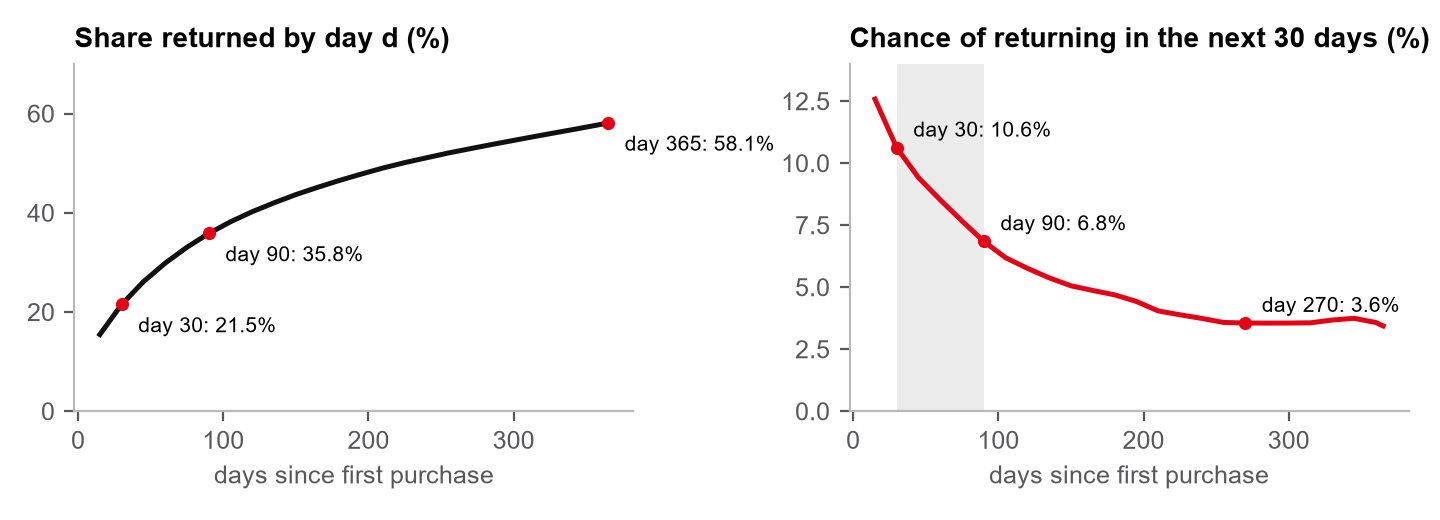 Share returned by day d (%)
60
40
20
0
day 365: 58.1%
day 90: 35.8%
day 30: 21.5%
0 100 200 300
days since first purchase
Chance of returning in the next 30 days (%)
12.5
10.0
7.5
5.0
2.5
0.0
day 30: 10.6%
day 90: 6.8%
day 270: 3.6%
0 100 200 300
days since first purchase